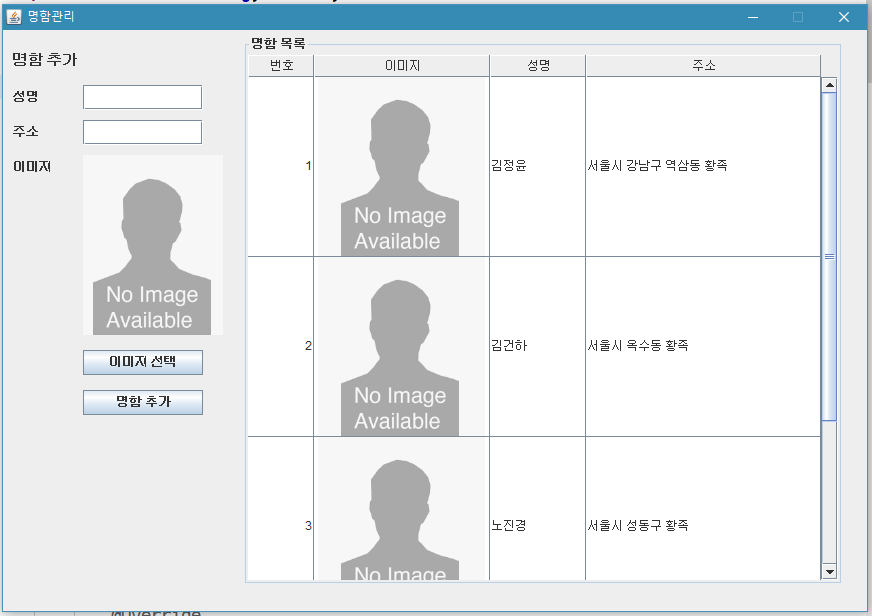 명함관리
명함 추가
성명
주소
이미지
No Image
Available
이미지 선택
명함 추가
명함 목록
번호 이미지 성명 주소
1 No Image Available 김정윤 서울시 강남구 역삼동 황족
2 No Image Available 김건하 서울시 옥수동 황족
3 No Image 노진경 서울시 성동구 황족
@Override